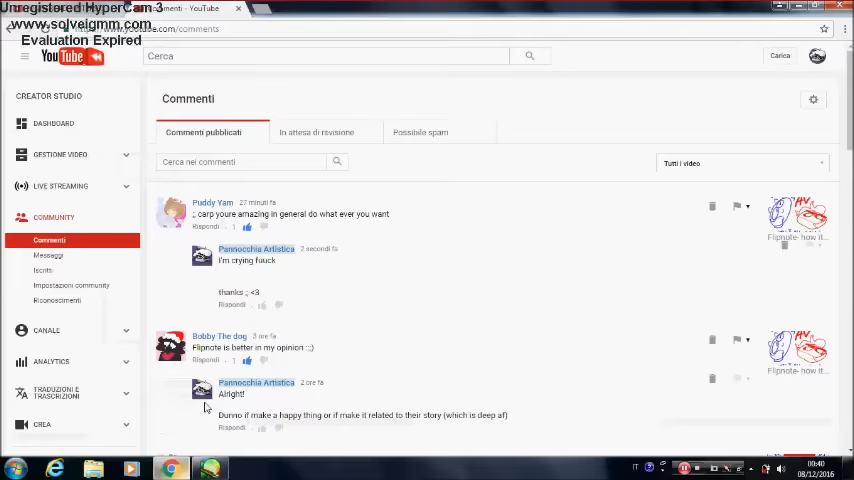 Unregistered HyperCam 3
www.solveigmm.com
Evaluation Expired
commenti - YouTube
www.youtube.com/comments
YouTube
Cerca
Carica
CREATOR STUDIO
DASHBOARD
GESTIONE VIDEO
LIVE STREAMING
COMMUNITY
Commenti
Messaggi
Iscritti
Impostazioni community
Riconoscimenti
CANALE
ANALYTICS
TRADUZIONI E
TRASCRIZIONI
CREA
Commenti
Commenti pubblicati
In attesa di revisione
Possibile spam
Cerca nei commenti
Tutti i video
Puddy Yam 27 minuti fa
;; carp youre amazing in general do what ever you want
Rispondi 1
Flipnote- how it...
Pannocchia Artistica 2 secondi fa
I'm crying fuuck
thanks ;; <3
Rispondi
Bobby The dog 3 ore fa
Flipnote is better in my opinion :;;)
Rispondi 1
Flipnote- how it...
Pannocchia Artistica 2 ore fa
Alright!
Dunno if make a happy thing or if make it related to their story (which is deep af)
Rispondi
IT
00:40
08/12/2016